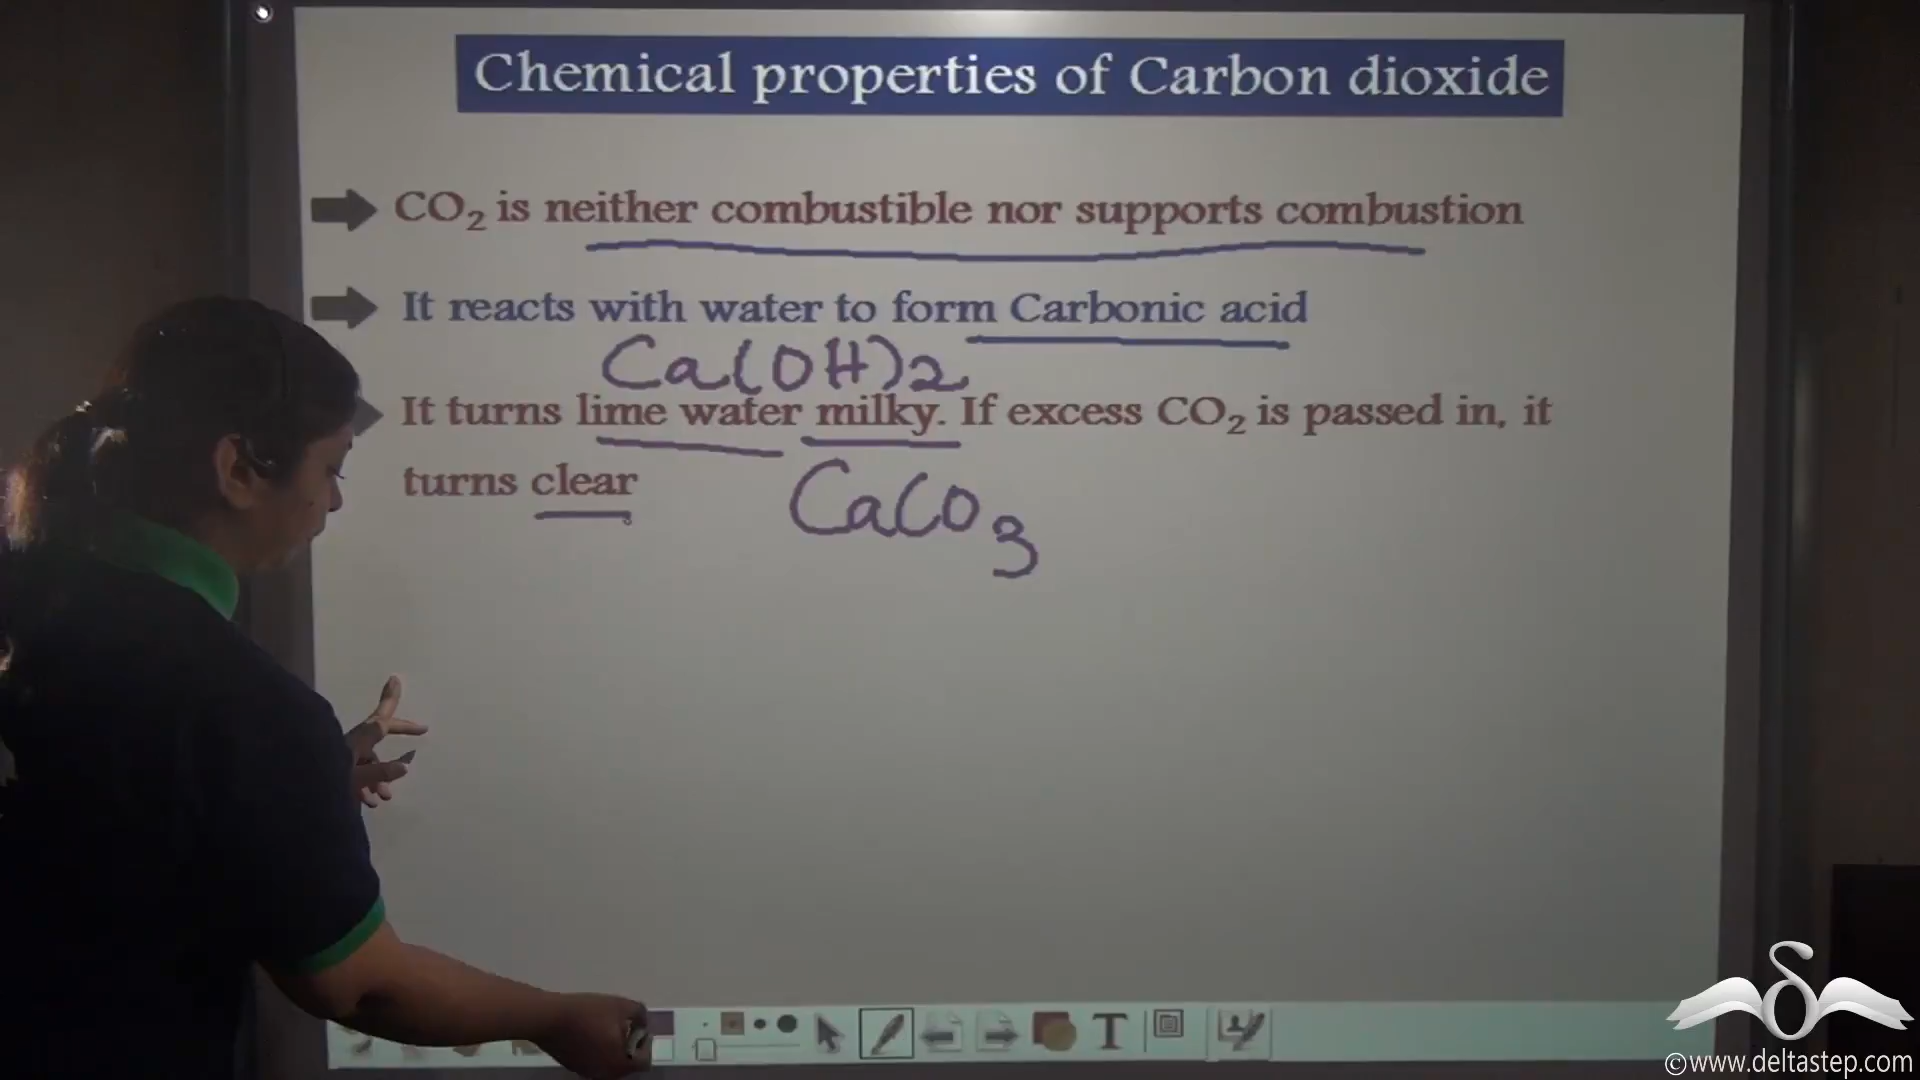 Chemical properties of Carbon dioxide
CO₂ is neither combustible nor supports combustion
It reacts with water to form Carbonic acid
Ca(OH)2
It turns lime water milky. If excess CO₂ is passed in, it
turns clear
CaCO3
T
©www.deltastep.com